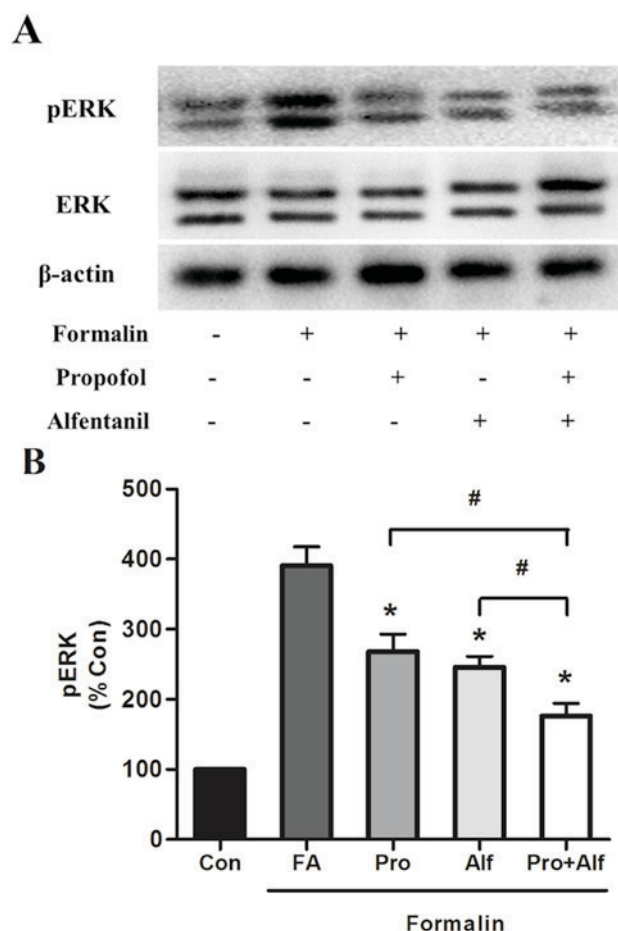 A
pERK
ERK
β-actin
Formalin - + + + +
Propofol - - + - +
Alfentanil - - - + +
B
500
400
300
200
100
0
pERK
(% Con)
#
#
* * *
Con FA Pro Alf Pro+Alf
Formalin